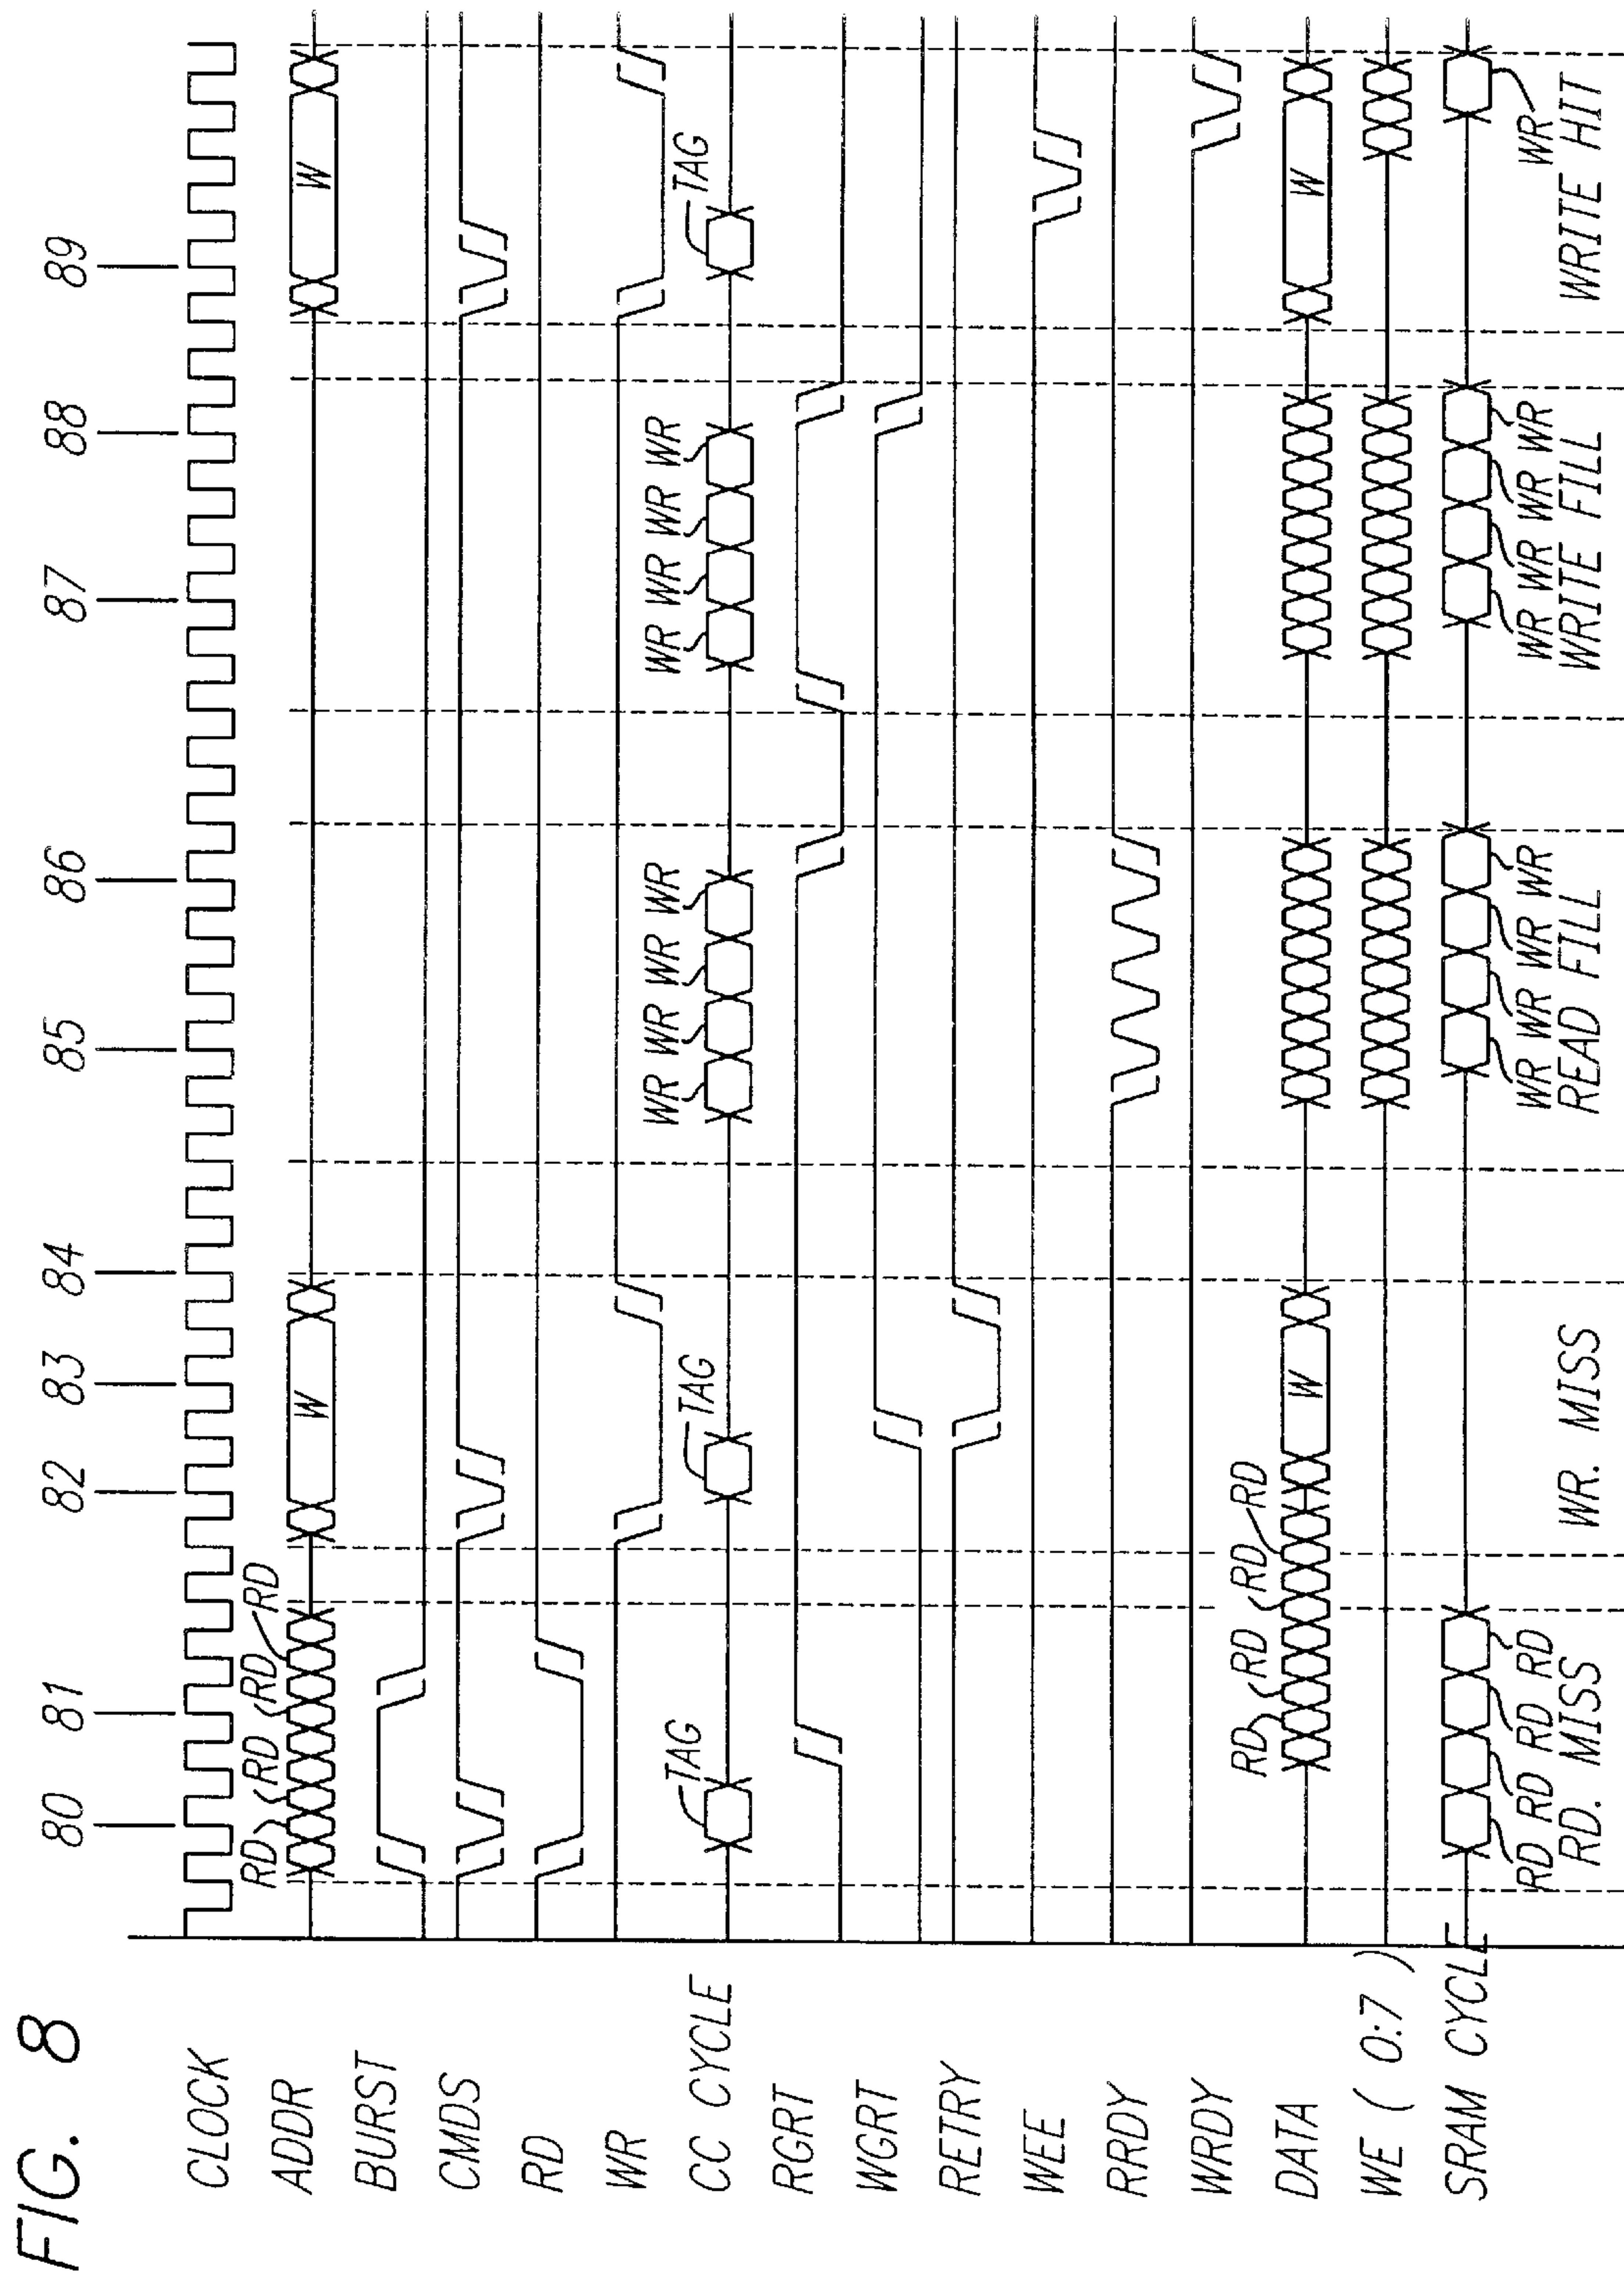 FIG. 8
80 81 82 83 84 85 86 87 88 89
CLOCK
RD RD RD RD
ADDR W W
BURST
CMDS
RD
WR
WR WR WR WR WR WR WR WR
TAG TAG TAG
CC CYCLE
RGRT
WGRT
RETRY
WEE
RRDY
WRDY
RD RD RD RD
DATA W W
WE ( 0:7 )
SRAM CYCLE
RD RD RD RD WR WR WR WR WR WR WR WR WR
RD. MISS WR. MISS READ FILL WRITE FILL WRITE HIT